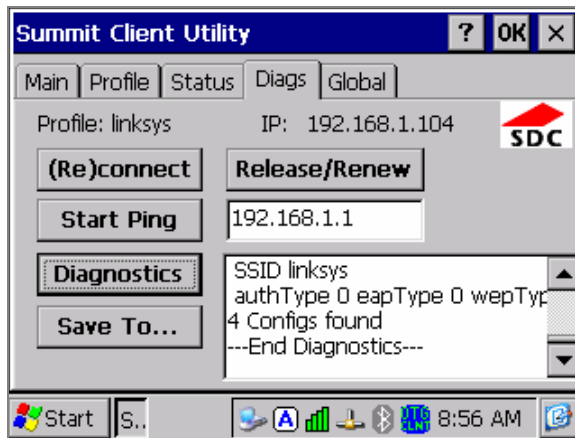 Summit Client Utility ? OK ×
Main Profile Status Diags Global
Profile: linksys IP: 192.168.1.104
SDC
(Re)connect Release/Renew
Start Ping 192.168.1.1
Diagnostics
Save To...
SSID linksys
authType 0 eapType 0 wepTyp
4 Configs found
---End Diagnostics---
Start S.. A 8:56 AM